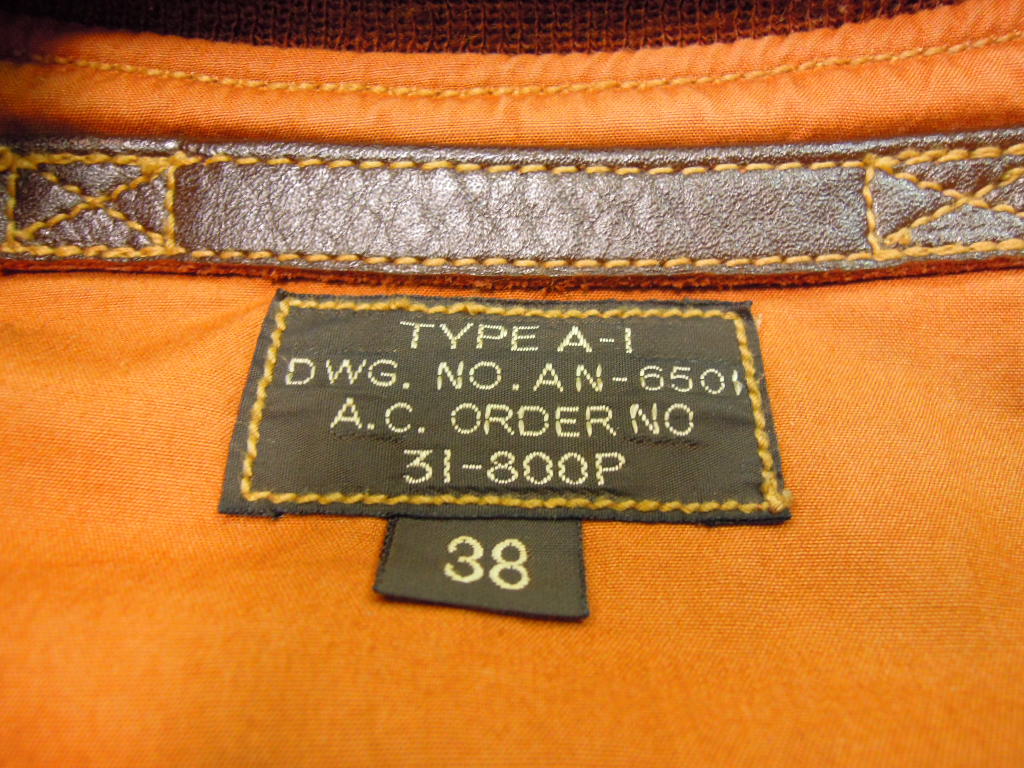 TYPE A-1
DWG. NO. AN-6501
A.C. ORDER NO
31-800P
38